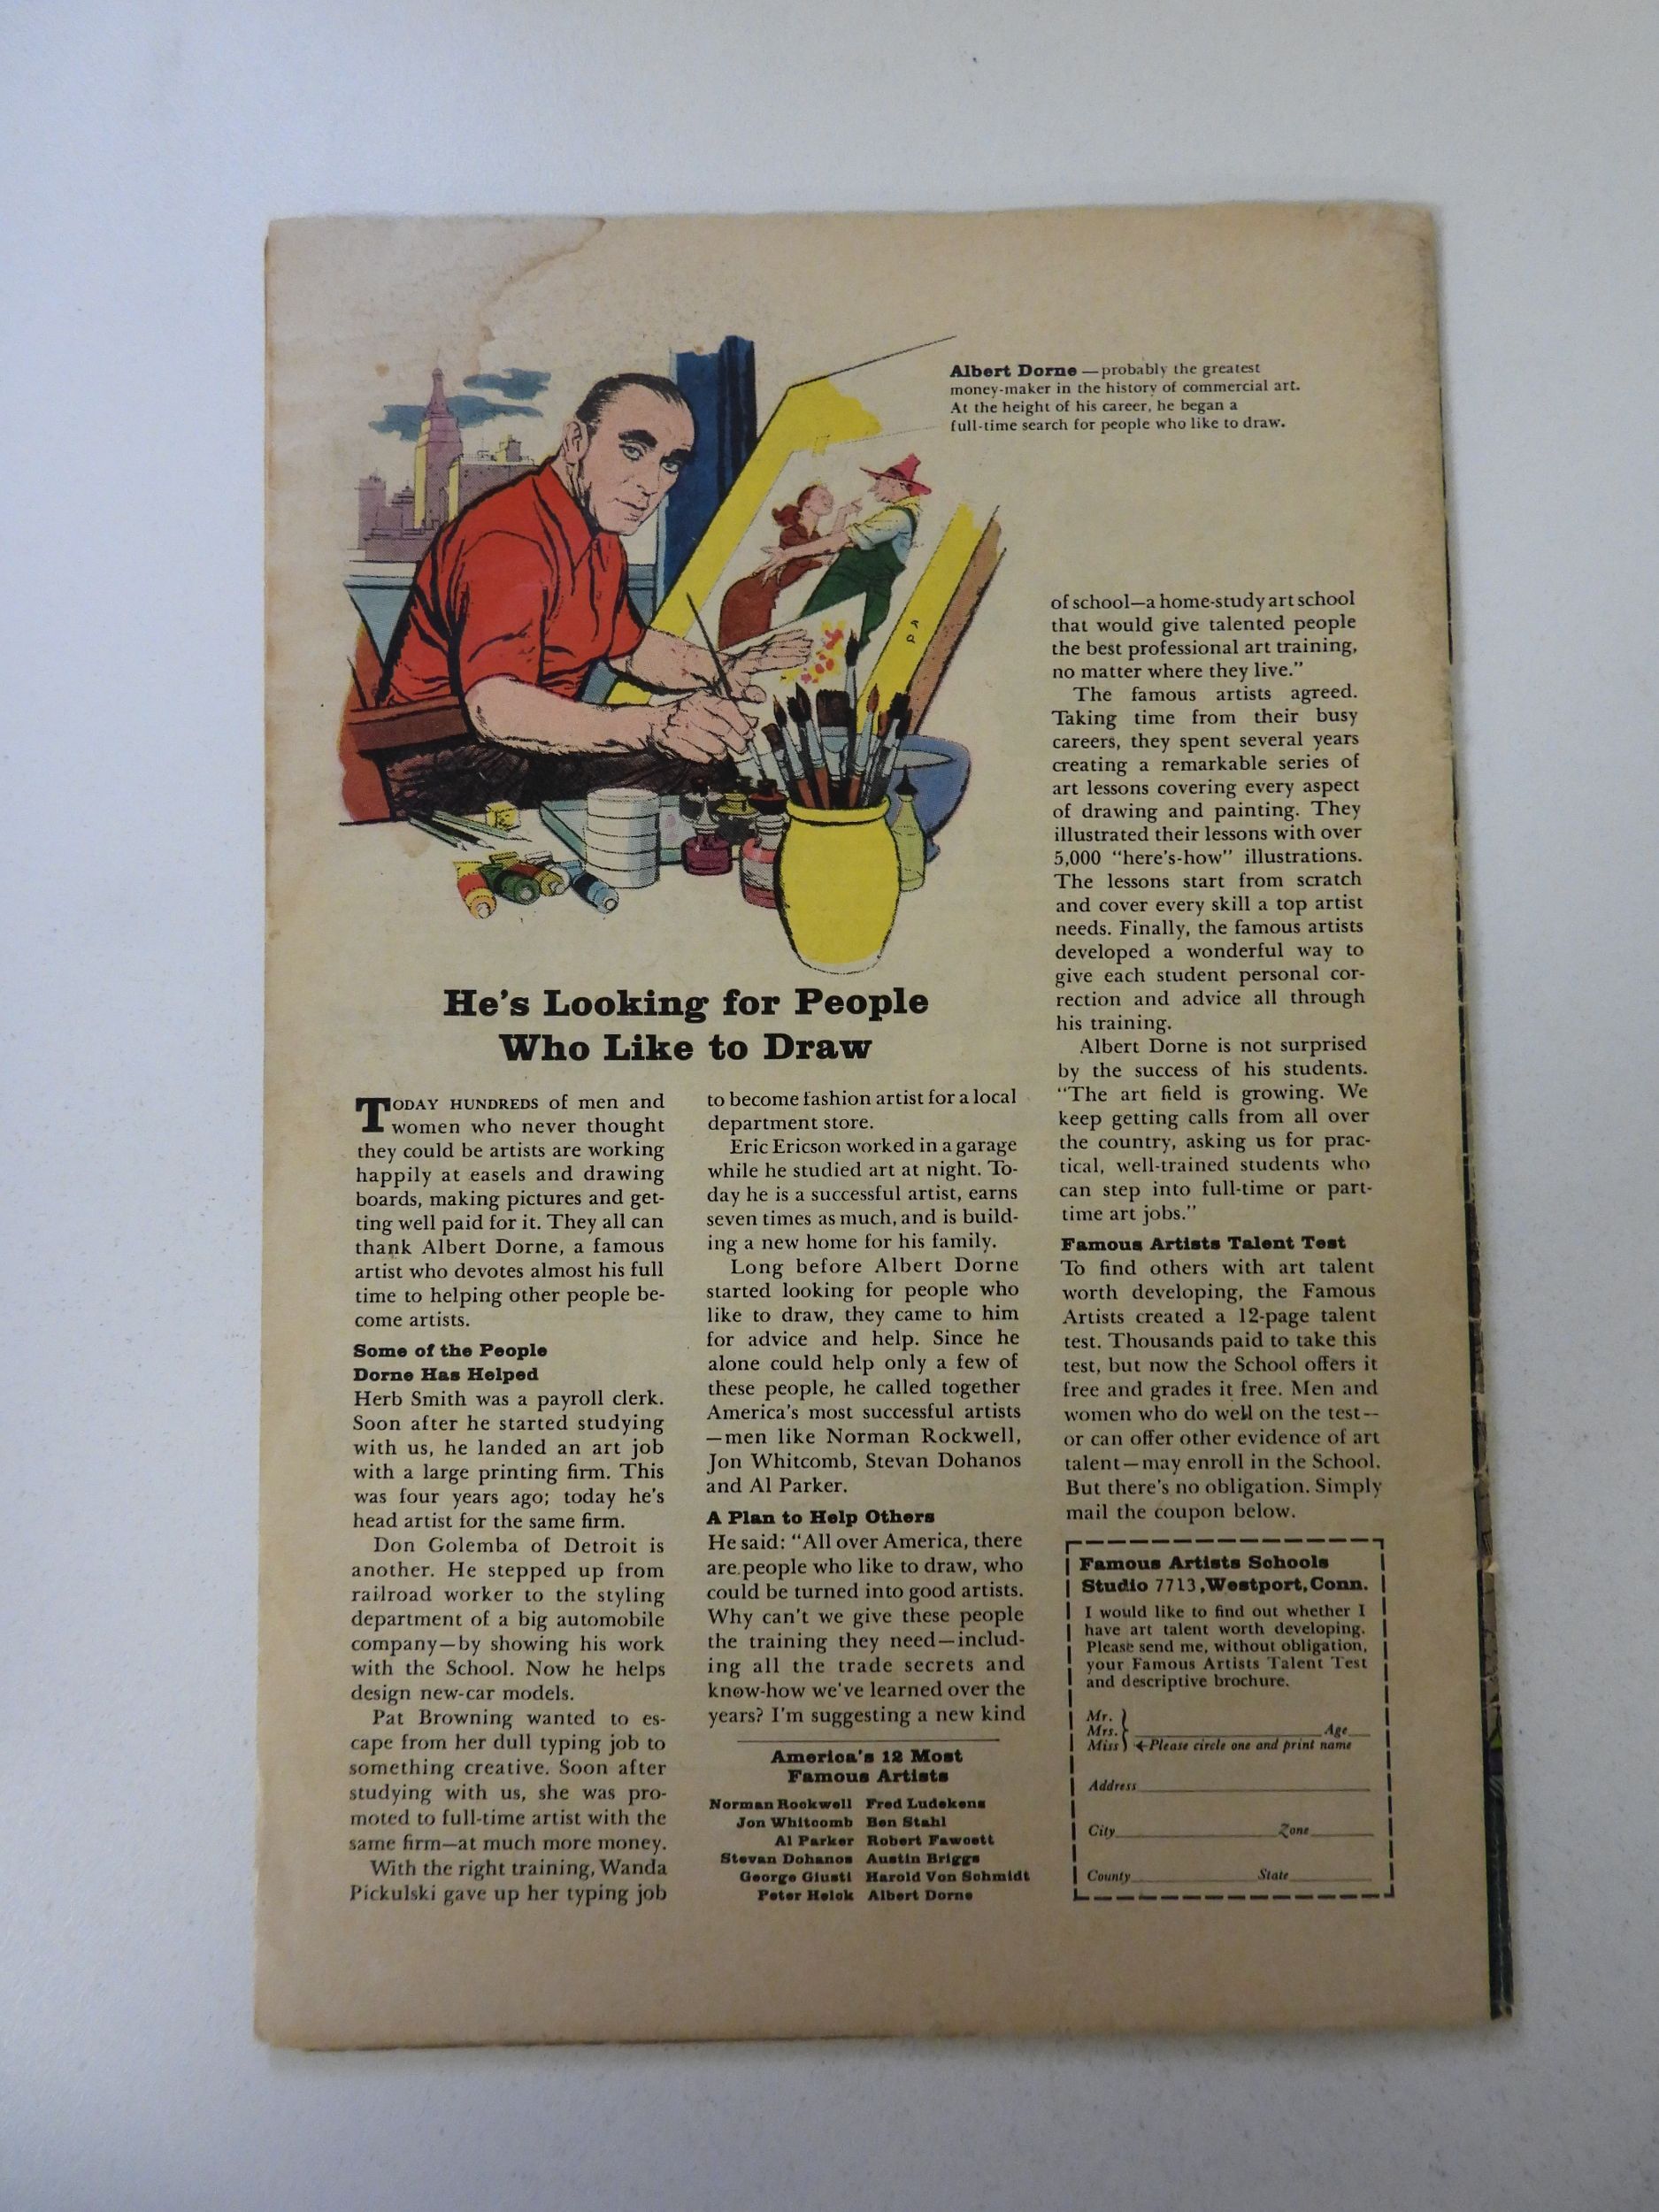 Albert Dorne — probably the greatest
money-maker in the history of commercial art.
At the height of his career, he began a
full-time search for people who like to draw.
He's Looking for People
Who Like to Draw
TODAY HUNDREDS of men and
women who never thought
they could be artists are working
happily at easels and drawing
boards, making pictures and get-
ting well paid for it. They all can
thank Albert Dorne, a famous
artist who devotes almost his full
time to helping other people be-
come artists.
Some of the People
Dorne Has Helped
Herb Smith was a payroll clerk.
Soon after he started studying
with us, he landed an art job
with a large printing firm. This
was four years ago; today he's
head artist for the same firm.
Don Golemba of Detroit is
another. He stepped up from
railroad worker to the styling
department of a big automobile
company—by showing his work
with the School. Now he helps
design new-car models.
Pat Browning wanted to es-
cape from her dull typing job to
something creative. Soon after
studying with us, she was pro-
moted to full-time artist with the
same firm—at much more money.
With the right training, Wanda
Pickulski gave up her typing job
to become fashion artist for a local
department store.
Eric Ericson worked in a garage
while he studied art at night. To-
day he is a successful artist, earns
seven times as much, and is build-
ing a new home for his family.
Long before Albert Dorne
started looking for people who
like to draw, they came to him
for advice and help. Since he
alone could help only a few of
these people, he called together
America's most successful artists
—men like Norman Rockwell,
Jon Whitcomb, Stevan Dohanos
and Al Parker.
A Plan to Help Others
He said: "All over America, there
are people who like to draw, who
could be turned into good artists.
Why can't we give these people
the training they need—includ-
ing all the trade secrets and
know-how we've learned over the
years? I'm suggesting a new kind
America's 12 Most
Famous Artists
Norman Rockwell Fred Ludekens
Jon Whitcomb Ben Stahl
Al Parker Robert Fawcett
Stevan Dohanos Austin Briggs
George Giusti Harold Von Schmidt
Peter Helck Albert Dorne
of school—a home-study art school
that would give talented people
the best professional art training,
no matter where they live."
The famous artists agreed.
Taking time from their busy
careers, they spent several years
creating a remarkable series of
art lessons covering every aspect
of drawing and painting. They
illustrated their lessons with over
5,000 "here's-how" illustrations.
The lessons start from scratch
and cover every skill a top artist
needs. Finally, the famous artists
developed a wonderful way to
give each student personal cor-
rection and advice all through
his training.
Albert Dorne is not surprised
by the success of his students.
"The art field is growing. We
keep getting calls from all over
the country, asking us for prac-
tical, well-trained students who
can step into full-time or part-
time art jobs."
Famous Artists Talent Test
To find others with art talent
worth developing, the Famous
Artists created a 12-page talent
test. Thousands paid to take this
test, but now the School offers it
free and grades it free. Men and
women who do well on the test—
or can offer other evidence of art
talent—may enroll in the School.
But there's no obligation. Simply
mail the coupon below.
Famous Artists Schools
Studio 7713, Westport, Conn.
I would like to find out whether I
have art talent worth developing.
Please send me, without obligation,
your Famous Artists Talent Test
and descriptive brochure.
Mr.
Mrs. Age
Miss Please circle one and print name
Address
City Zone
County State